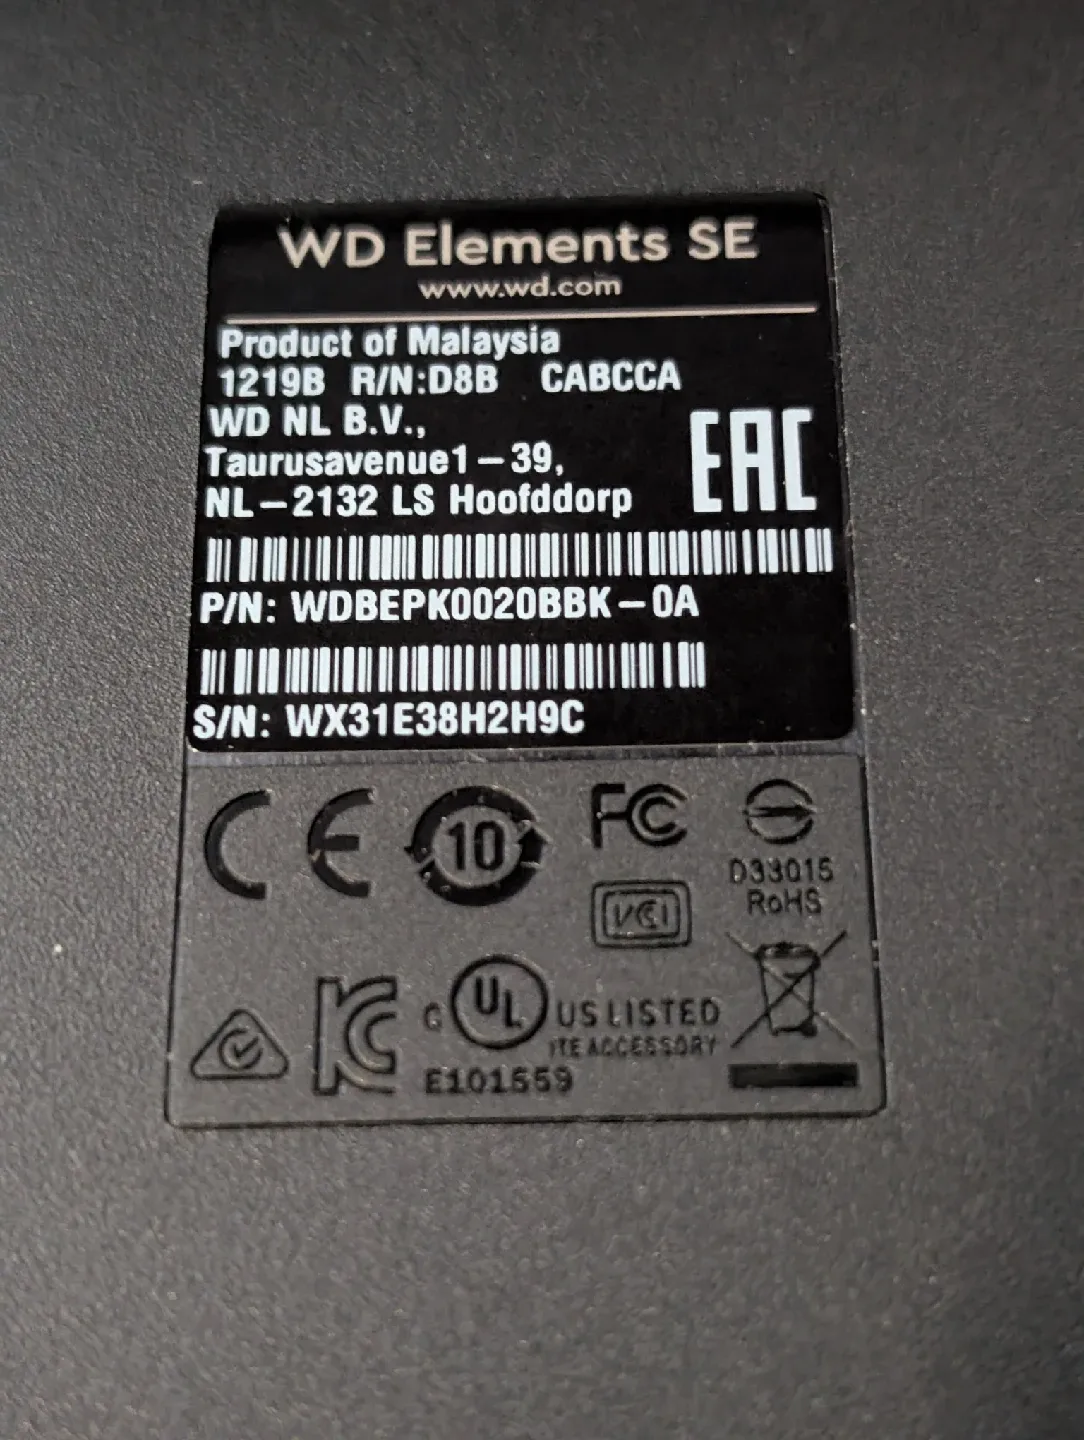 WD Elements SE
www.wd.com
Product of Malaysia
1219B R/N:D8B CABCCA
WD NL B.V.,
Taurusavenue1–39,
NL–2132 LS Hoofddorp
EAC
P/N: WDBEPK0020BBK–0A
S/N: WX31E38H2H9C
CE 10 FC
D33015
RoHS
VCI
C UL US LISTED
ITE ACCESSORY
E101559